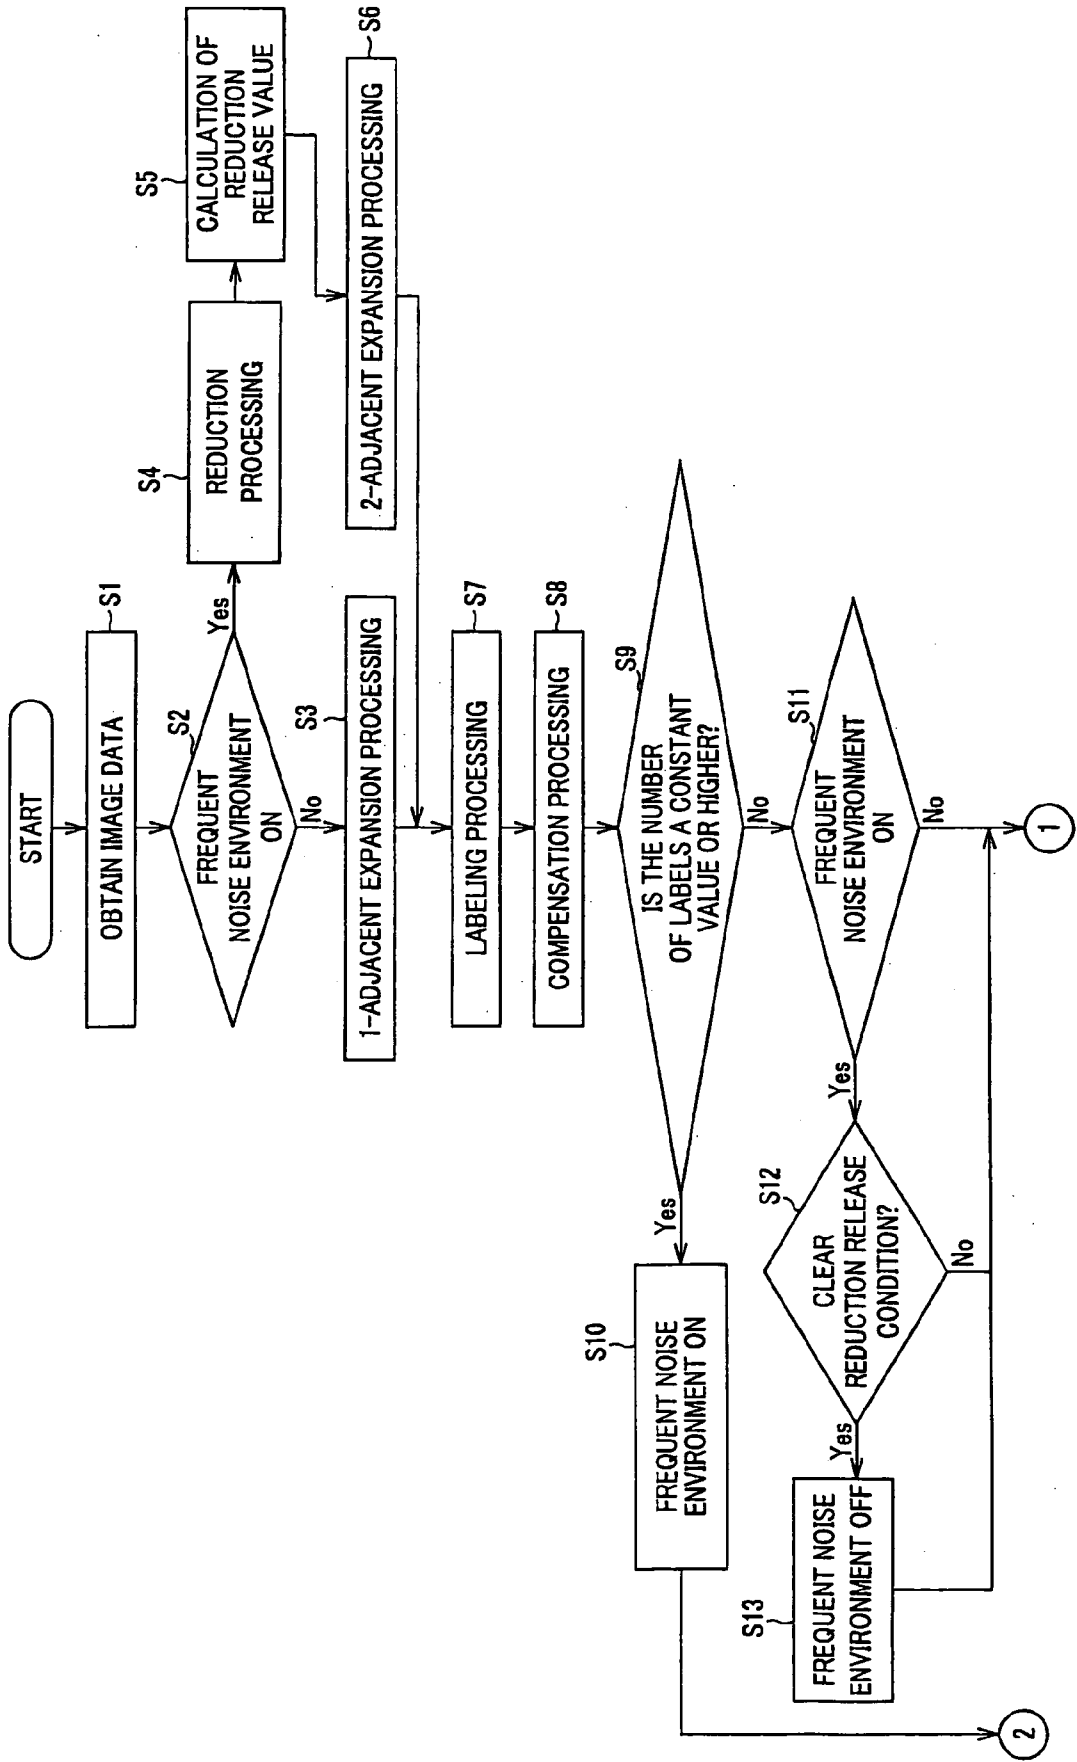 START
S1
OBTAIN IMAGE DATA
S2
FREQUENT
NOISE ENVIRONMENT
ON
Yes
No
S4
REDUCTION
PROCESSING
S5
CALCULATION OF
REDUCTION
RELEASE VALUE
S3
1-ADJACENT EXPANSION PROCESSING
S6
2-ADJACENT EXPANSION PROCESSING
S7
LABELING PROCESSING
S8
COMPENSATION PROCESSING
S9
IS THE NUMBER
OF LABELS A CONSTANT
VALUE OR HIGHER?
Yes
No
S10
FREQUENT NOISE
ENVIRONMENT ON
S11
FREQUENT
NOISE ENVIRONMENT
ON
Yes
No
S12
CLEAR
REDUCTION RELEASE
CONDITION?
Yes
No
S13
FREQUENT NOISE
ENVIRONMENT OFF
2
1